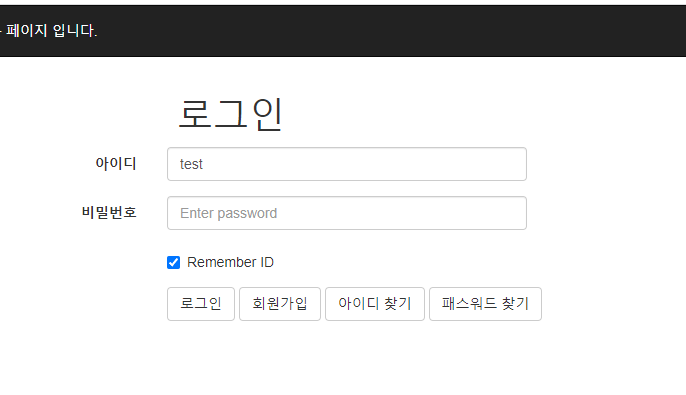 페이지 입니다.
로그인
아이디 test
비밀번호 Enter password
Remember ID
로그인 회원가입 아이디 찾기 패스워드 찾기